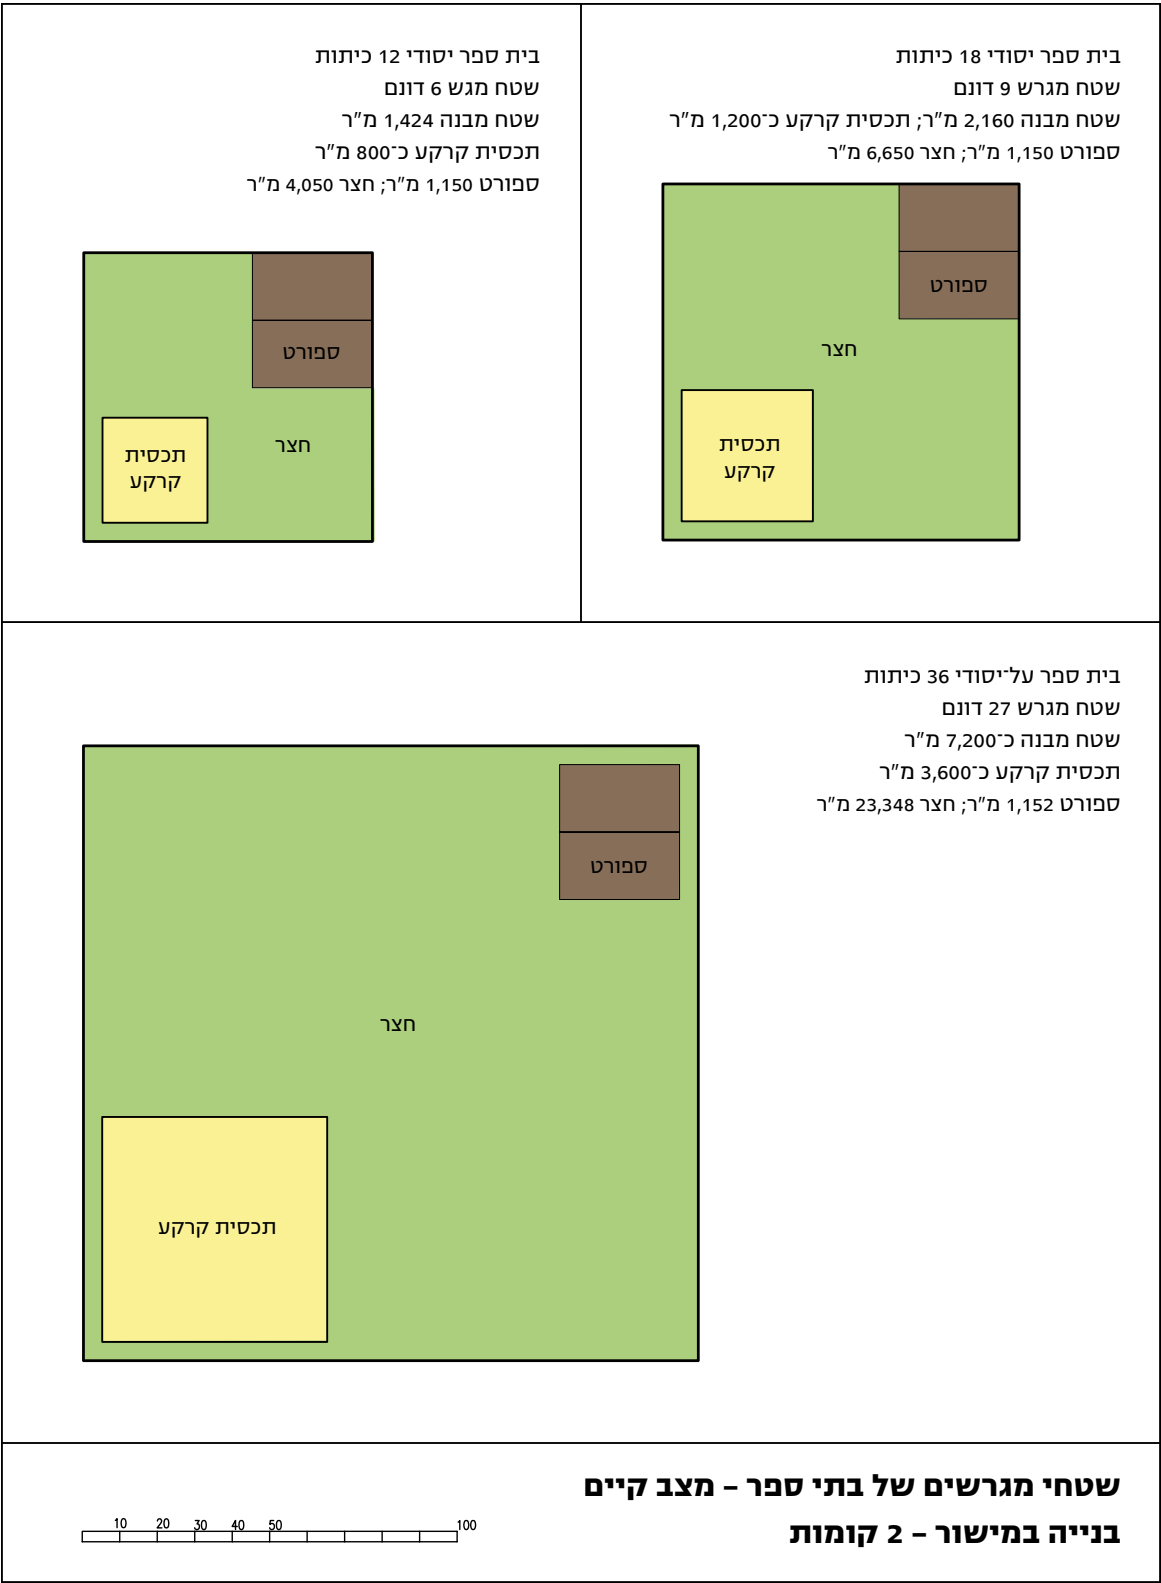 בית ספר יסודי 18 כיתות
שטח מגרש 9 דונם
שטח מבנה 2,160 מ"ר; תכסית קרקע כ־1,200 מ"ר
ספורט 1,150 מ"ר; חצר 6,650 מ"ר
ספורט
חצר
תכסית
קרקע
בית ספר יסודי 12 כיתות
שטח מגש 6 דונם
שטח מבנה 1,424 מ"ר
תכסית קרקע כ־800 מ"ר
ספורט 1,150 מ"ר; חצר 4,050 מ"ר
ספורט
חצר
תכסית
קרקע
בית ספר על־יסודי 36 כיתות
שטח מגרש 27 דונם
שטח מבנה כ־7,200 מ"ר
תכסית קרקע כ־3,600 מ"ר
ספורט 1,152 מ"ר; חצר 23,348 מ"ר
ספורט
חצר
תכסית קרקע
שטחי מגרשים של בתי ספר – מצב קיים
בנייה במישור – 2 קומות
10 20 30 40 50 100